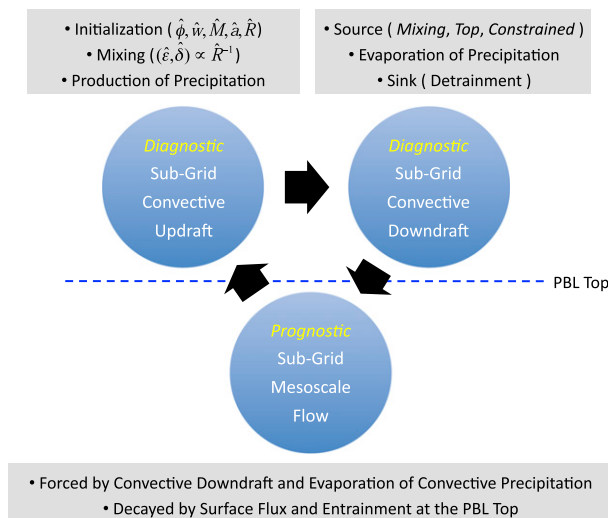 • Initialization ( ϕ̂, ŵ, M̂, â, R̂ )
• Mixing ((ε̂, δ̂) ∝ R̂⁻¹)
• Production of Precipitation
• Source ( Mixing, Top, Constrained )
• Evaporation of Precipitation
• Sink ( Detrainment )
Diagnostic
Sub-Grid
Convective
Updraft
Diagnostic
Sub-Grid
Convective
Downdraft
PBL Top
Prognostic
Sub-Grid
Mesoscale
Flow
• Forced by Convective Downdraft and Evaporation of Convective Precipitation
• Decayed by Surface Flux and Entrainment at the PBL Top